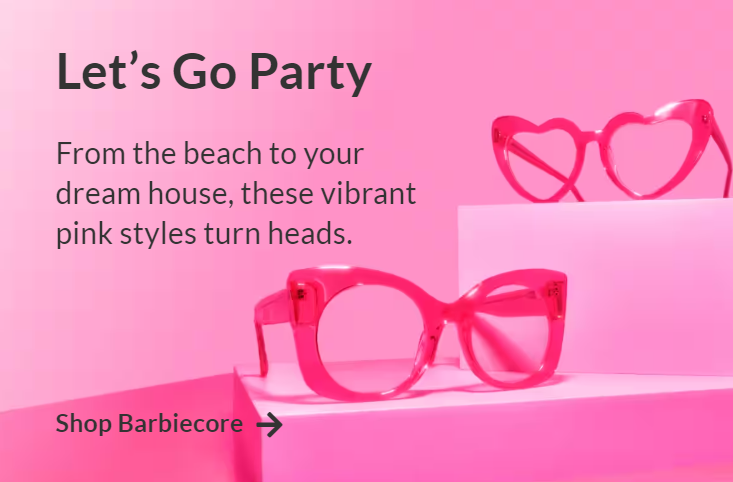 Let’s Go Party
From the beach to your
dream house, these vibrant
pink styles turn heads.
Shop Barbiecore →